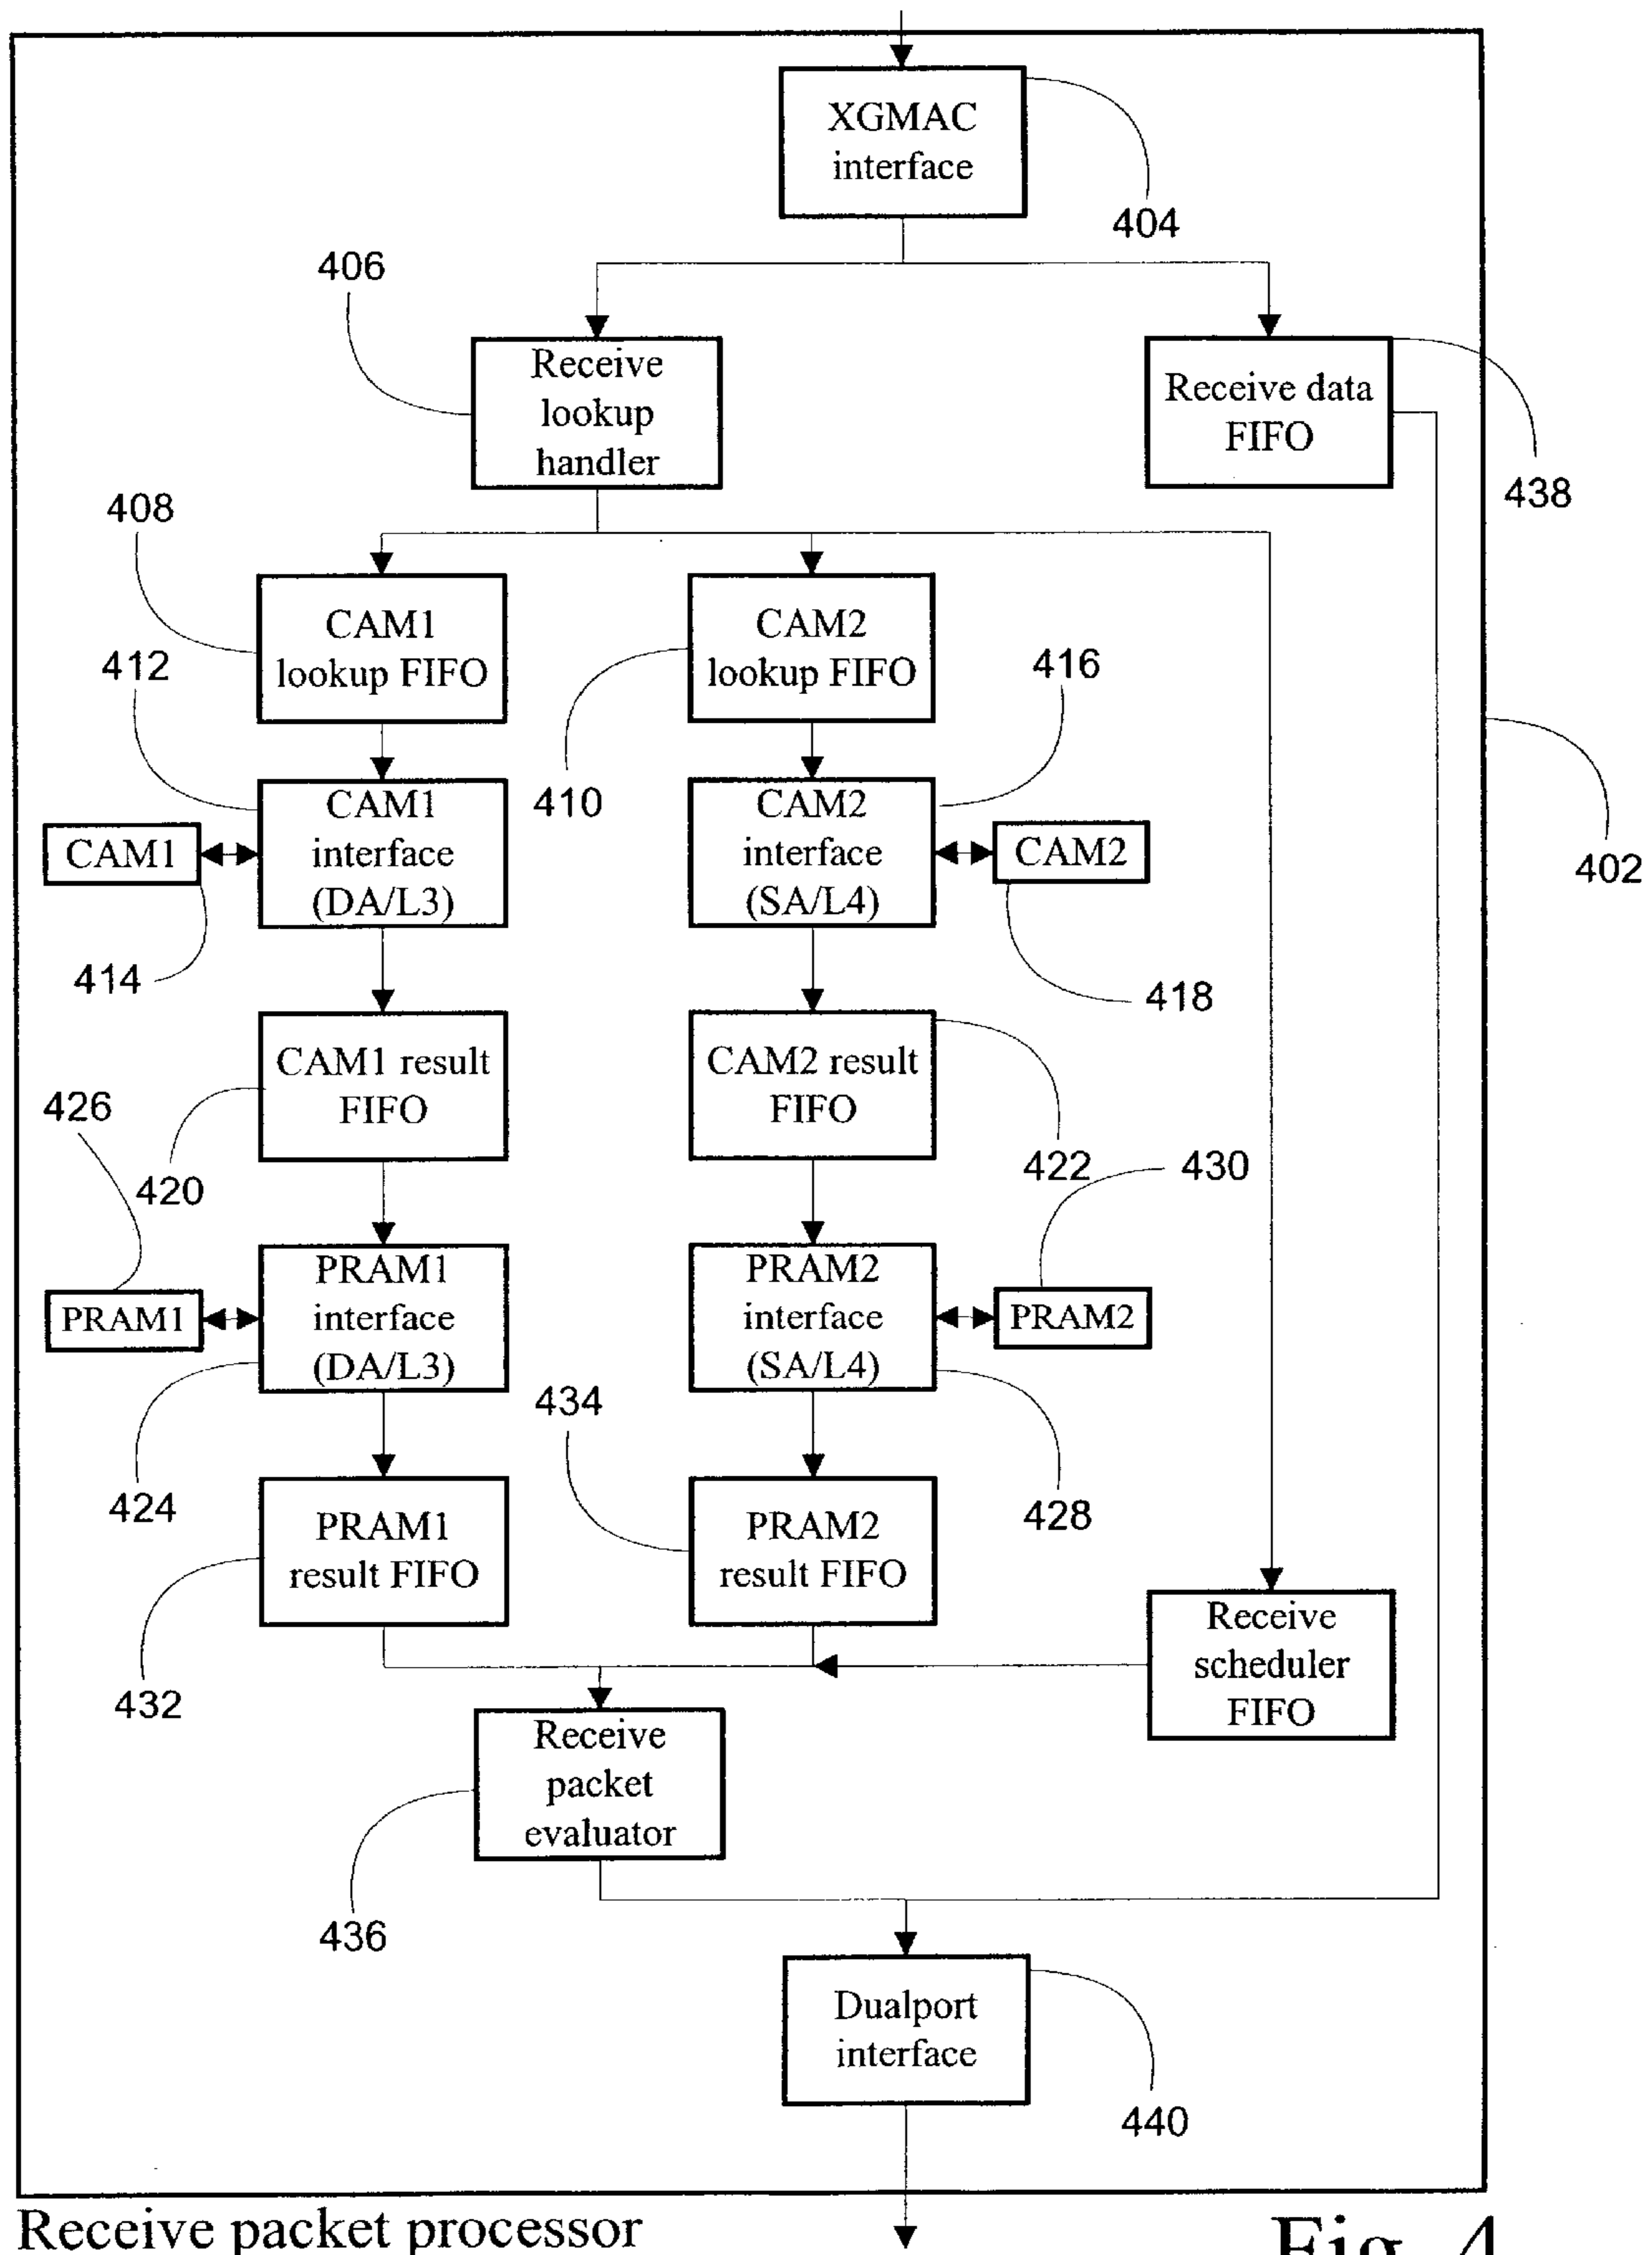 XGMAC
interface
404
406
Receive
lookup
handler
Receive data
FIFO
438
408
CAM1
lookup FIFO
CAM2
lookup FIFO
412
416
410
CAM1
interface
(DA/L3)
CAM2
interface
(SA/L4)
CAM1
CAM2
402
414
418
CAM1 result
FIFO
CAM2 result
FIFO
426
420
422
430
PRAM1
interface
(DA/L3)
PRAM2
interface
(SA/L4)
PRAM1
PRAM2
434
424
428
PRAM1
result FIFO
PRAM2
result FIFO
Receive
scheduler
FIFO
432
Receive
packet
evaluator
436
Dualport
interface
440
Receive packet processor
Fig. 4